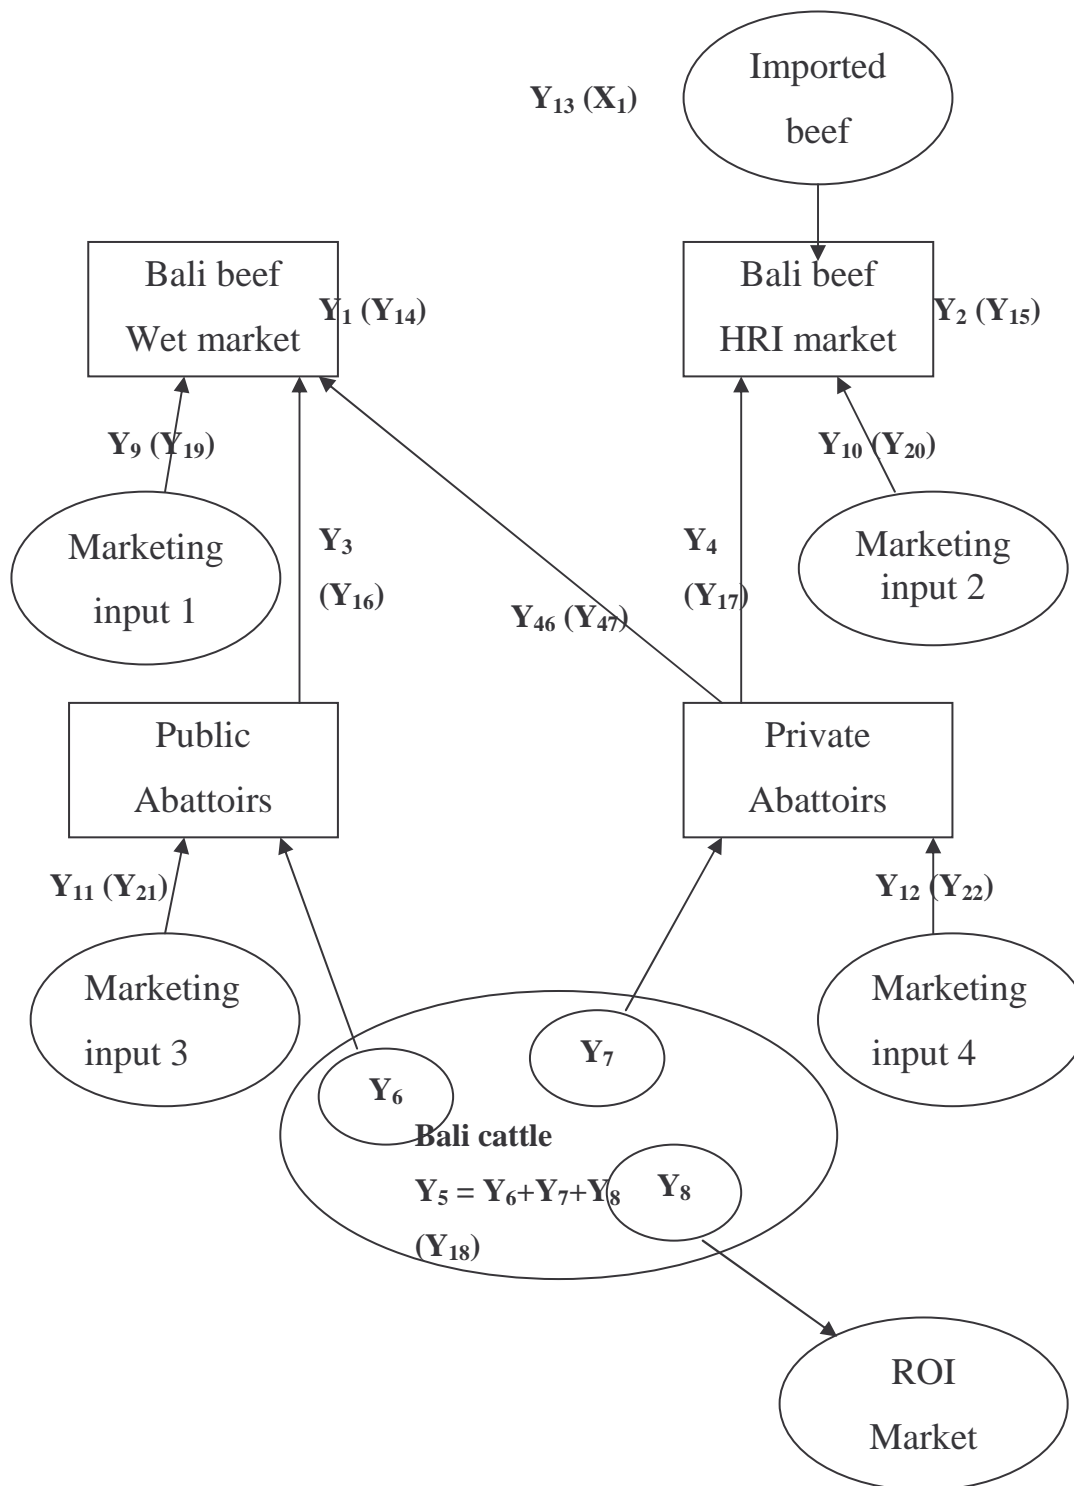 Imported
beef
Y₁₃ (X₁)
Bali beef
Wet market
Y₁ (Y₁₄)
Bali beef
HRI market
Y₂ (Y₁₅)
Y₉ (Y₁₉)
Y₁₀ (Y₂₀)
Marketing
input 1
Y₃
(Y₁₆)
Y₄₆ (Y₄₇)
Y₄
(Y₁₇)
Marketing
input 2
Public
Abattoirs
Private
Abattoirs
Y₁₁ (Y₂₁)
Y₁₂ (Y₂₂)
Marketing
input 3
Marketing
input 4
Y₇
Y₆
Bali cattle
Y₅ = Y₆+Y₇+Y₈
(Y₁₈)
Y₈
ROI
Market